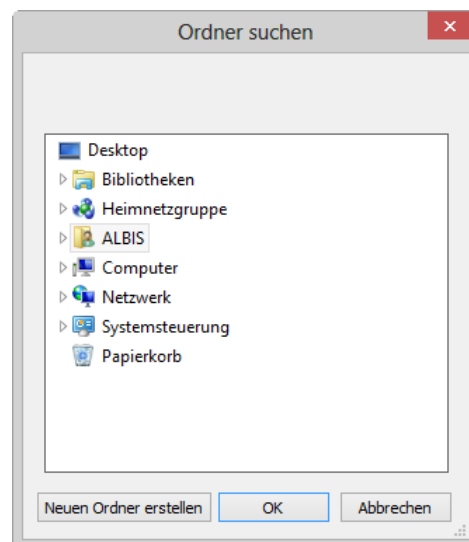 Ordner suchen
Desktop
Bibliotheken
Heimnetzgruppe
ALBIS
Computer
Netzwerk
Systemsteuerung
Papierkorb
Neuen Ordner erstellen OK Abbrechen